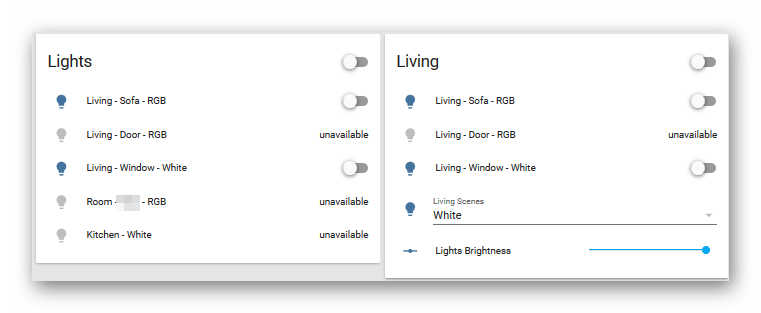 Lights
Living - Sofa - RGB
Living - Door - RGB unavailable
Living - Window - White
Room - - RGB unavailable
Kitchen - White unavailable
Living
Living - Sofa - RGB
Living - Door - RGB unavailable
Living - Window - White
Living Scenes
White
Lights Brightness